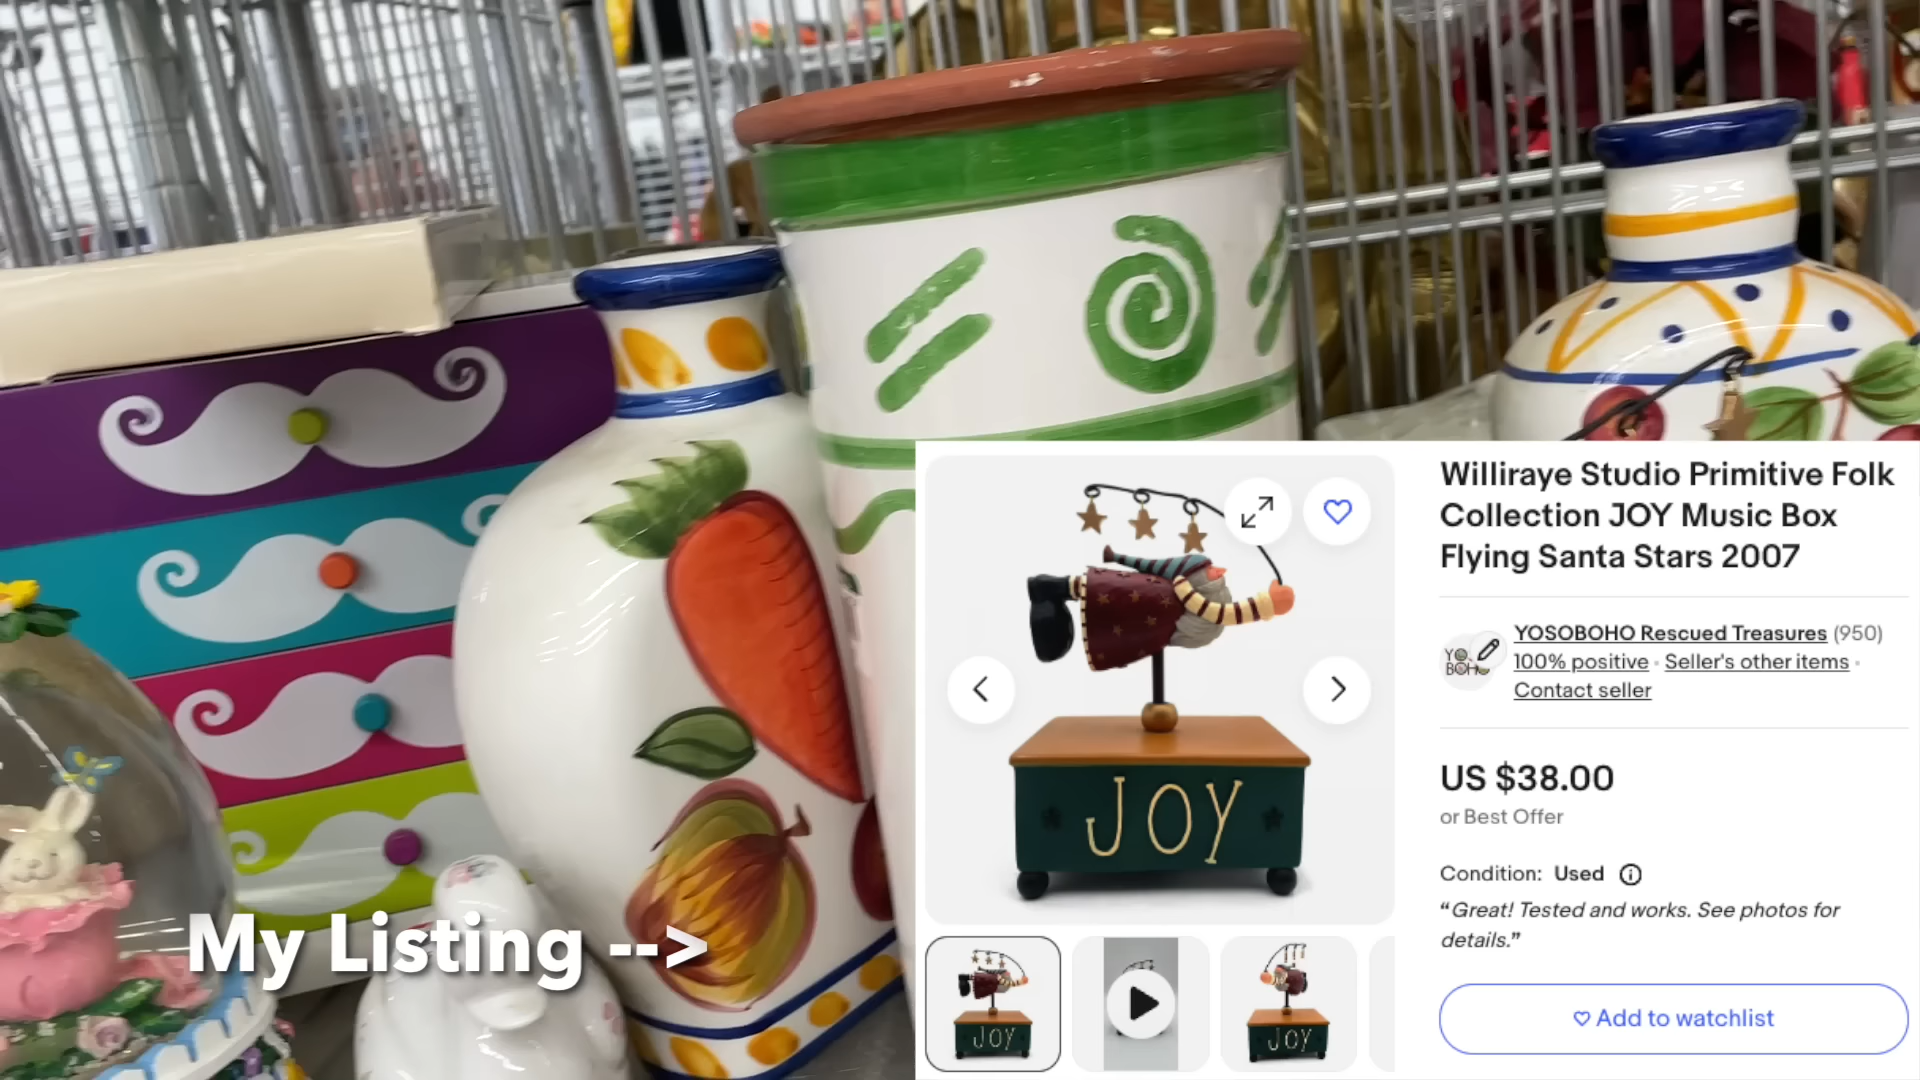 My Listing -->
JOY
Williraye Studio Primitive Folk
Collection JOY Music Box
Flying Santa Stars 2007
YOSOBOHO Rescued Treasures (950)
100% positive · Seller's other items ·
Contact seller
US $38.00
or Best Offer
Condition: Used
“Great! Tested and works. See photos for
details.”
Add to watchlist
JOY
JOY